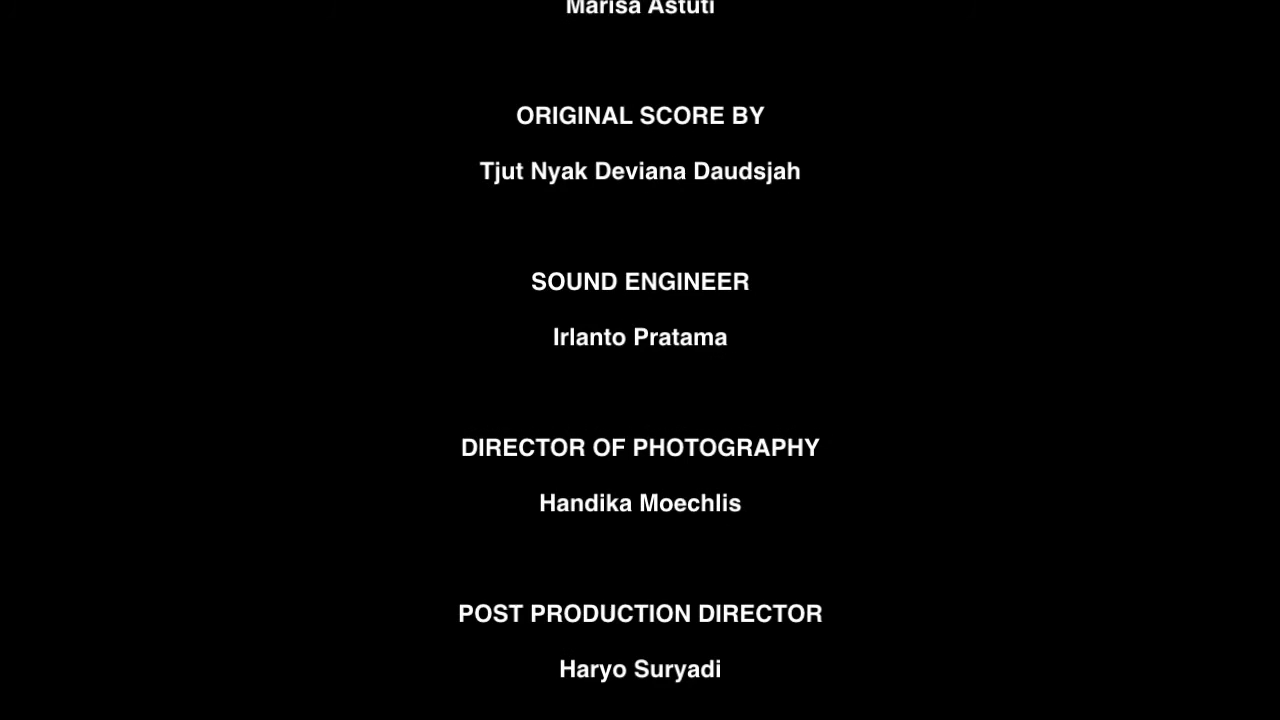 Marisa Astuti
ORIGINAL SCORE BY
Tjut Nyak Deviana Daudsjah
SOUND ENGINEER
Irlanto Pratama
DIRECTOR OF PHOTOGRAPHY
Handika Moechlis
POST PRODUCTION DIRECTOR
Haryo Suryadi